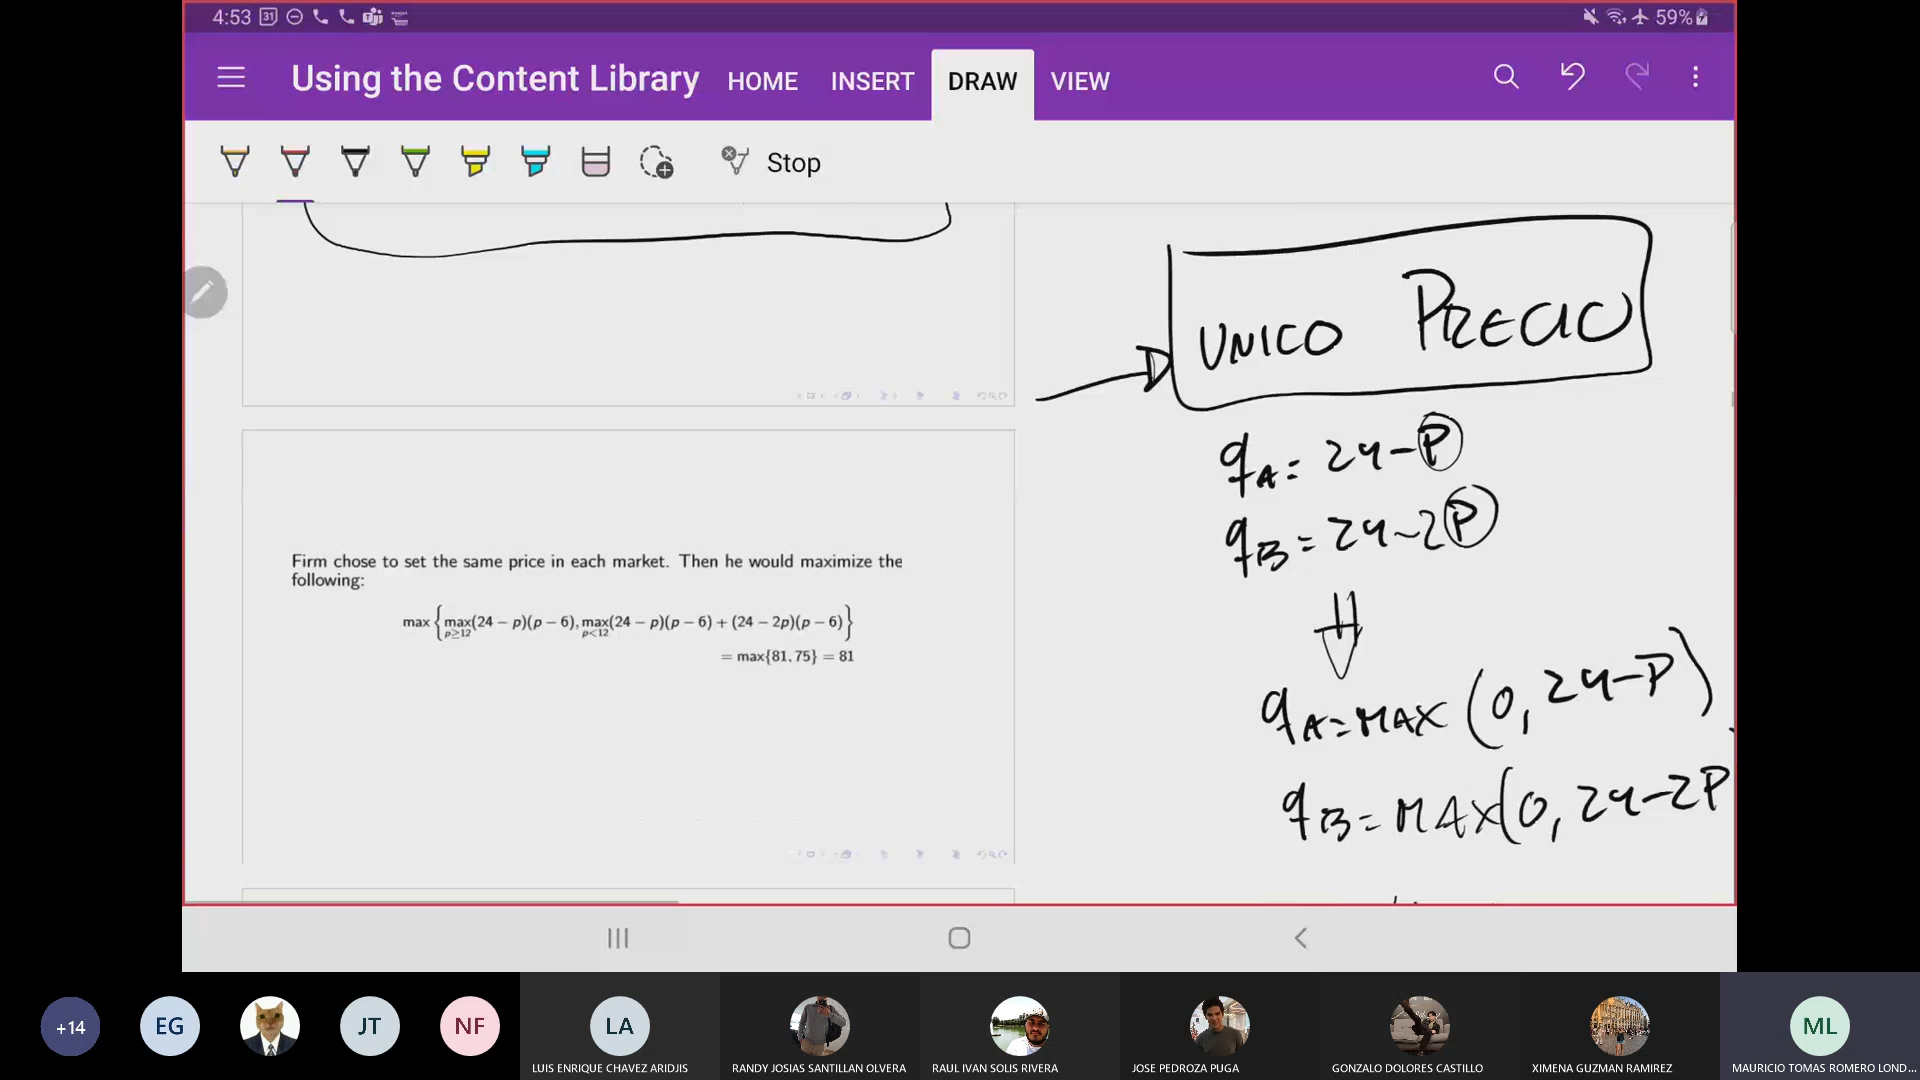 4:53 31 59%
Using the Content Library HOME INSERT DRAW VIEW
Stop
UNICO PRECIO
qA = 24-P
qB = 24-2P
Firm chose to set the same price in each market. Then he would maximize the
following:
max { max(24 − p)(p − 6), max(24 − p)(p − 6) + (24 − 2p)(p − 6) }
p≥12 p<12
= max{81, 75} = 81
qA = MAX (0, 24-P)
qB = MAX(0, 24-2P
+14 EG JT NF LA ML
LUIS ENRIQUE CHAVEZ ARIDJIS RANDY JOSIAS SANTILLAN OLVERA RAUL IVAN SOLIS RIVERA JOSE PEDROZA PUGA GONZALO DOLORES CASTILLO XIMENA GUZMAN RAMIREZ MAURICIO TOMAS ROMERO LOND...